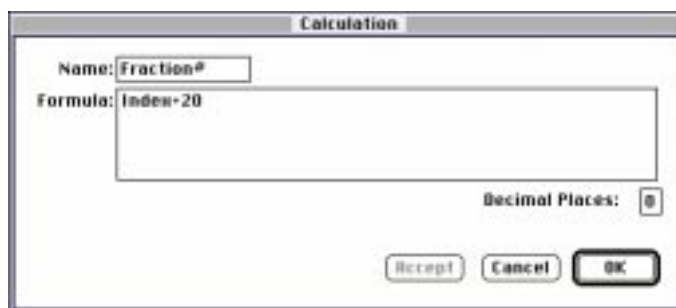 Calculation
Name: Fraction#
Formula: Index+20
Decimal Places: 0
Accept Cancel OK